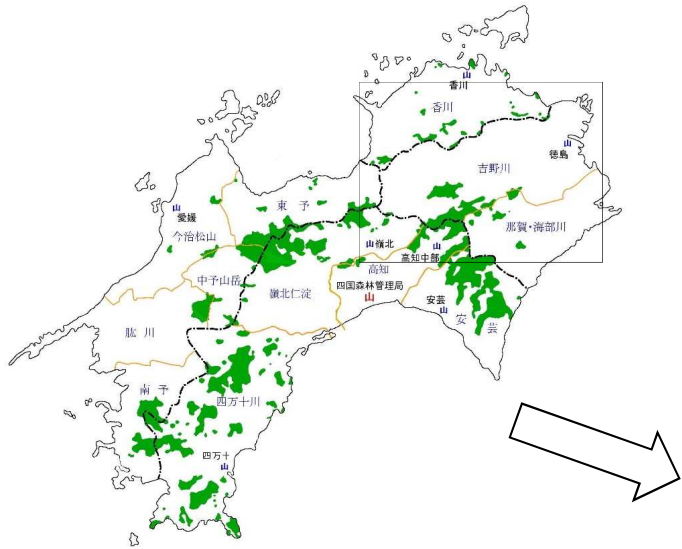 香川
香川
徳島
吉野川
愛媛
東 予
那賀・海部川
今治松山
嶺北
高知中部
中予山岳
高知
嶺北仁淀
四国森林管理局
安芸
安 芸
肱 川
南 予
四万十川
四万十